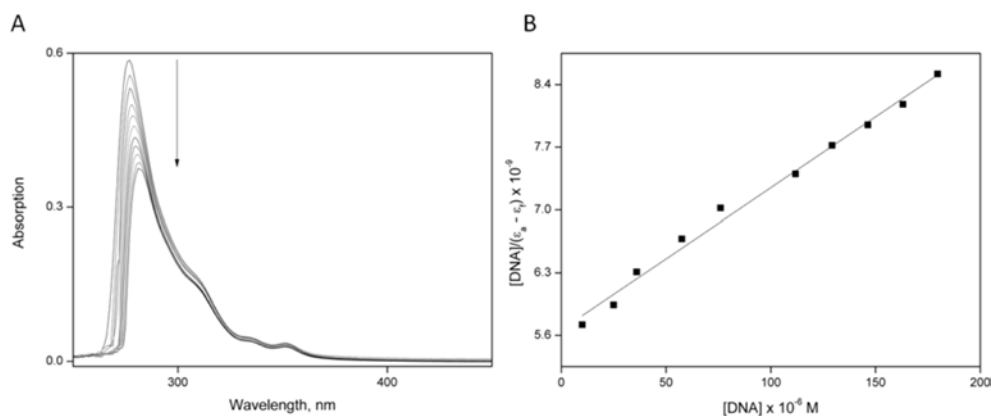 A
0.6
0.3
0.0
Absorption
300
400
Wavelength, nm
B
8.4
7.7
7.0
6.3
5.6
[DNA]/(εa − εf) x 10⁻⁹
0
50
100
150
200
[DNA] x 10⁻⁶ M